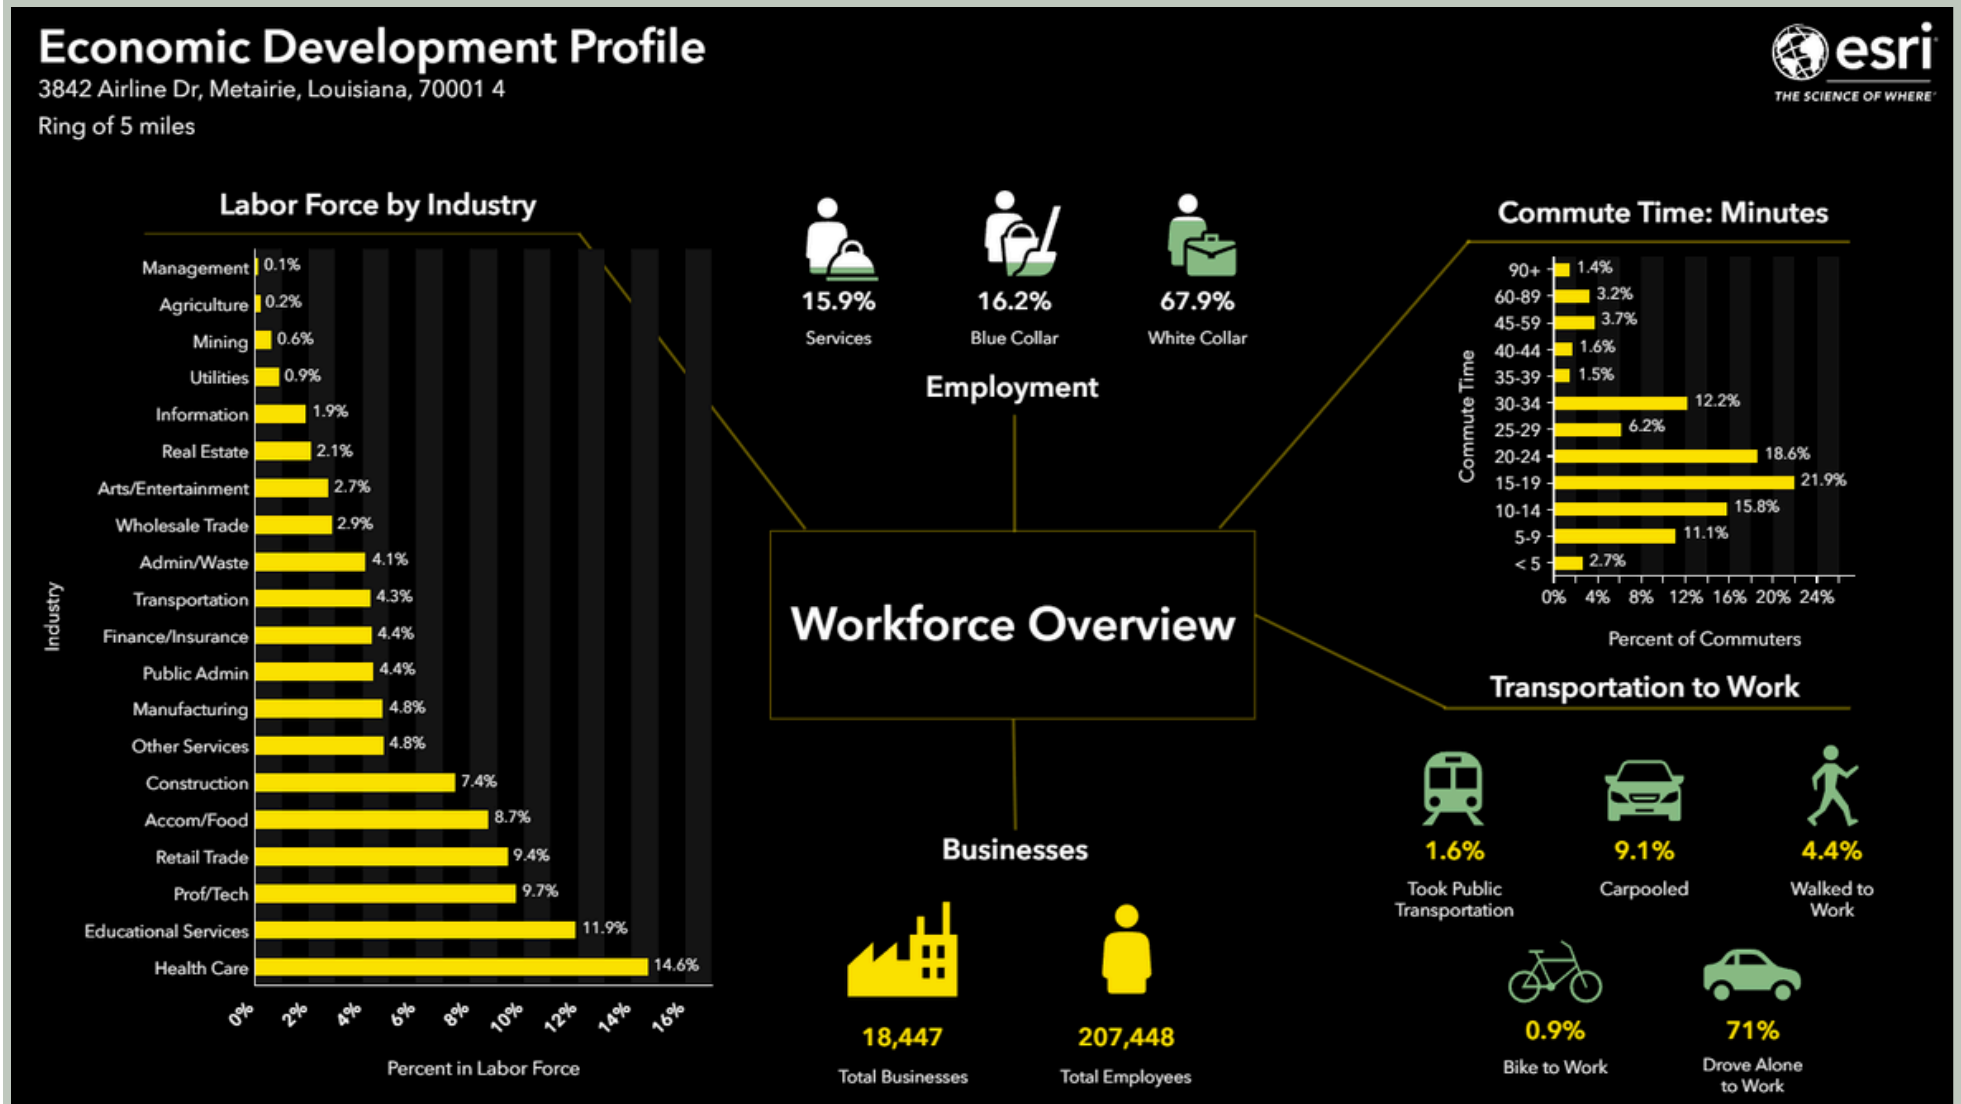 Economic Development Profile
3842 Airline Dr, Metairie, Louisiana, 70001 4
Ring of 5 miles
esri
THE SCIENCE OF WHERE
Labor Force by Industry
Industry
Management 0.1%
Agriculture 0.2%
Mining 0.6%
Utilities 0.9%
Information 1.9%
Real Estate 2.1%
Arts/Entertainment 2.7%
Wholesale Trade 2.9%
Admin/Waste 4.1%
Transportation 4.3%
Finance/Insurance 4.4%
Public Admin 4.4%
Manufacturing 4.8%
Other Services 4.8%
Construction 7.4%
Accom/Food 8.7%
Retail Trade 9.4%
Prof/Tech 9.7%
Educational Services 11.9%
Health Care 14.6%
0% 2% 4% 6% 8% 10% 12% 14% 16%
Percent in Labor Force
15.9% 16.2% 67.9%
Services Blue Collar White Collar
Employment
Workforce Overview
Businesses
18,447 207,448
Total Businesses Total Employees
Commute Time: Minutes
Commute Time
90+ 1.4%
60-89 3.2%
45-59 3.7%
40-44 1.6%
35-39 1.5%
30-34 12.2%
25-29 6.2%
20-24 18.6%
15-19 21.9%
10-14 15.8%
5-9 11.1%
< 5 2.7%
0% 4% 8% 12% 16% 20% 24%
Percent of Commuters
Transportation to Work
1.6% 9.1% 4.4%
Took Public Carpooled Walked to
Transportation Work
0.9% 71%
Bike to Work Drove Alone
to Work